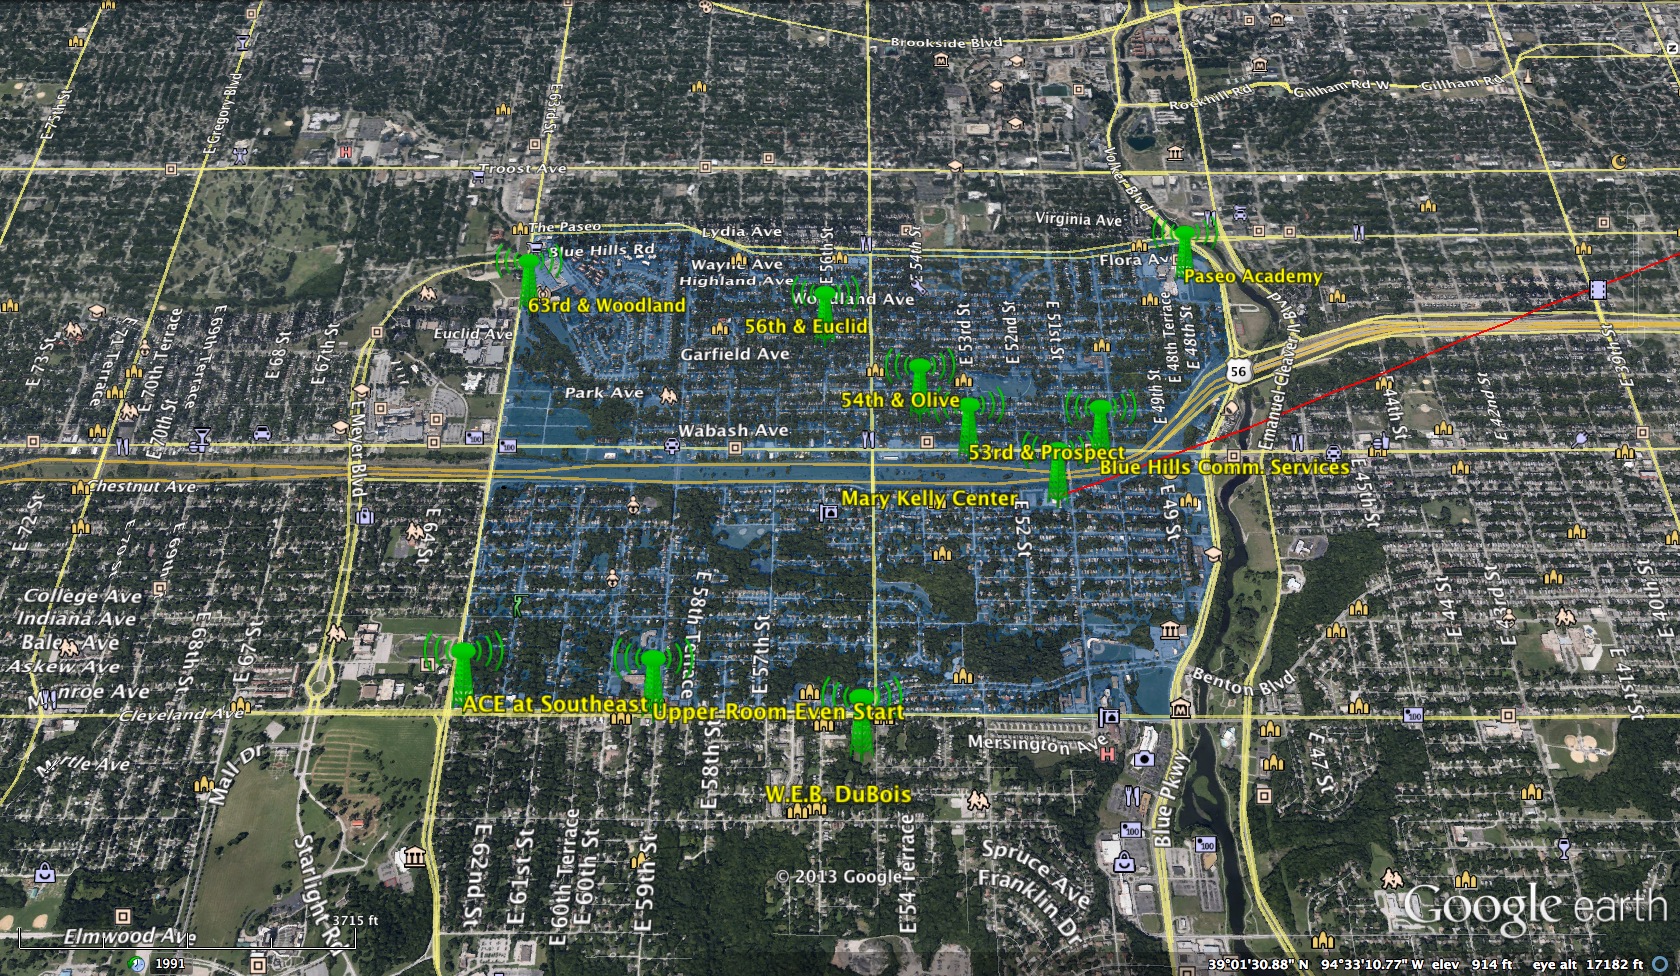 Brookside Blvd
E 75th St
E Gregory Blvd
E 63rd St
Rockhill Rd
Gillham Rd W
Gillham Rd
Troost Ave
Volker Blvd
The Paseo
Lydia Ave
Virginia Ave
Blue Hills Rd
Wayne Ave
Highland Ave
E 56th St
E 54th St
Flora Ave
Paseo Academy
63rd & Woodland
Woodland Ave
56th & Euclid
Euclid Ave
Garfield Ave
E 53rd St
E 52nd St
E 51st St
E 49th St
E 48th Terrace
E 48th St
E 73 St
E 71 Terrace
E 70th Terrace
E 70th St
E 69th Terrace
E 68 St
E 67th St
56
Emanuel Cleaver II Blvd
E 39th St
Park Ave
54th & Olive
Wabash Ave
E Meyer Blvd
53rd & Prospect
Blue Hills Comm. Services
Mary Kelly Center
E 44th St
E 42nd St
Chestnut Ave
E 72 St
E 69th St
E 64 St
E 52 St
E 49 St
E 45th St
College Ave
Indiana Ave
Bales Ave
Askew Ave
Monroe Ave
Cleveland Ave
E 68th St
E 67 St
E 58th Terrace
E 57th St
E 44 St
E 43rd St
E 41st St
E 40th St
Benton Blvd
ACE at Southeast
Upper Room Even Start
Mersington Ave
Myrtle Ave
Mall Dr
E 58th St
W.E.B. DuBois
E 47 St
Blue Pkwy
Starlight Rd
E 62nd St
E 61st St
E 60th Terrace
E 60th St
E 59th St
E 54 Terrace
Spruce Ave
Franklin Dr
© 2013 Google
Google earth
3715 ft
Elmwood Ave
1991
39°01'30.88" N 94°33'10.77" W elev 914 ft eye alt 17182 ft